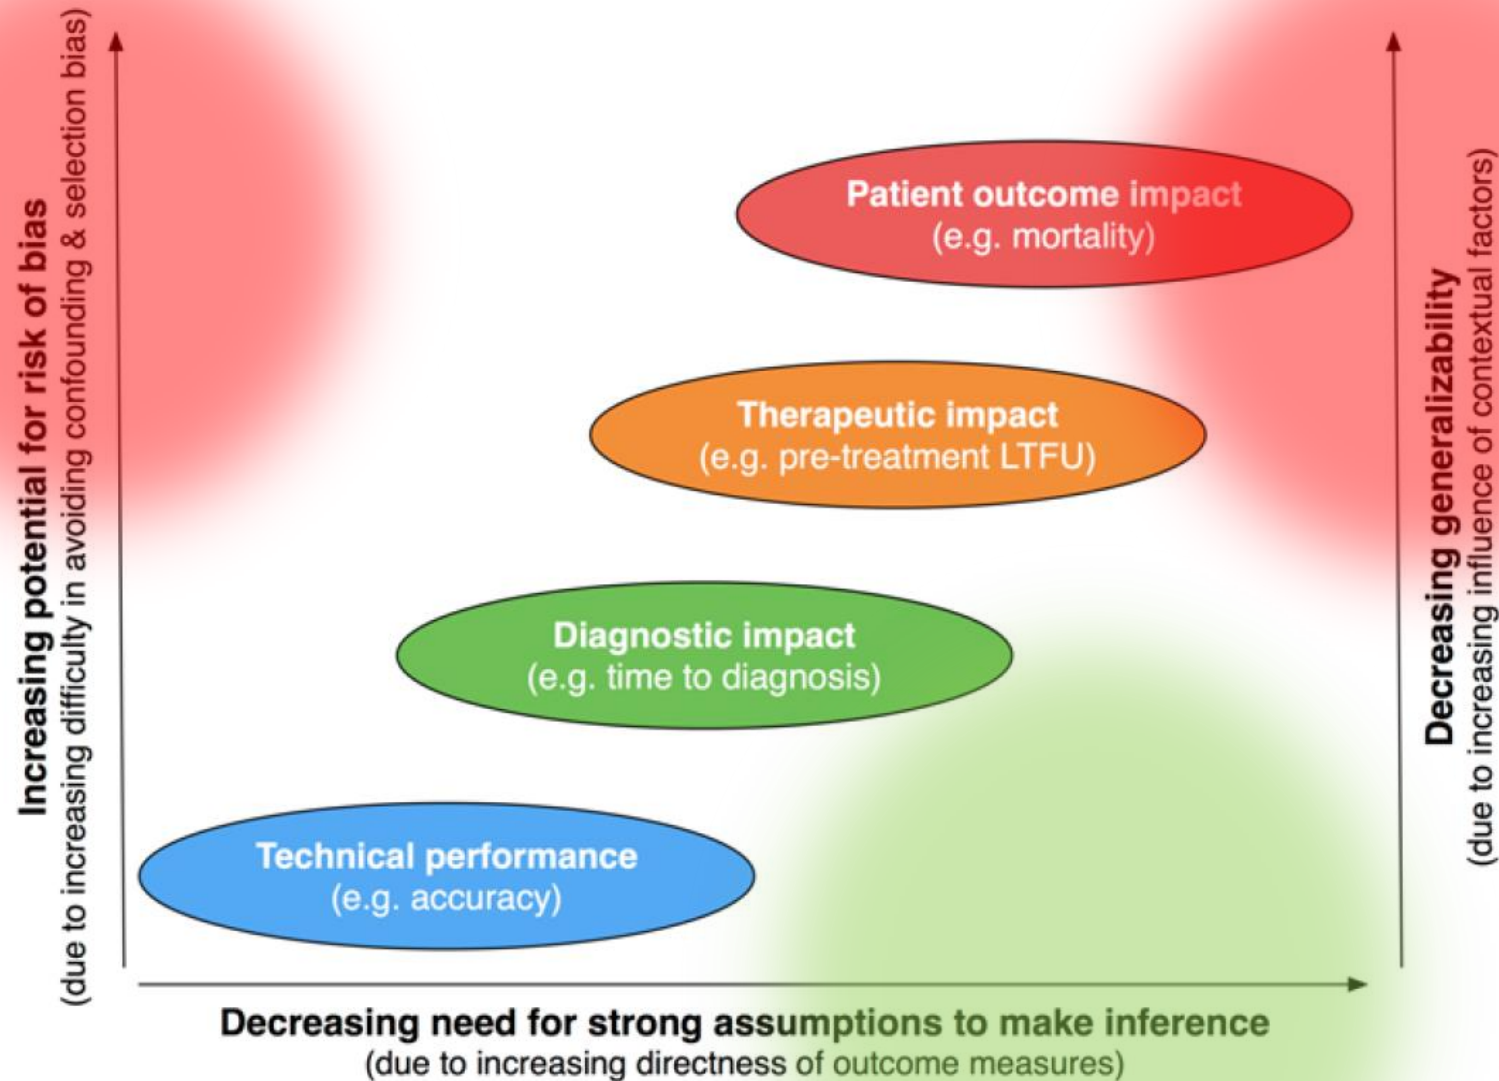 Increasing potential for risk of bias
(due to increasing difficulty in avoiding confounding & selection bias)
Patient outcome impact
(e.g. mortality)
Therapeutic impact
(e.g. pre-treatment LTFU)
Diagnostic impact
(e.g. time to diagnosis)
Technical performance
(e.g. accuracy)
Decreasing generalizability
(due to increasing influence of contextual factors)
Decreasing need for strong assumptions to make inference
(due to increasing directness of outcome measures)